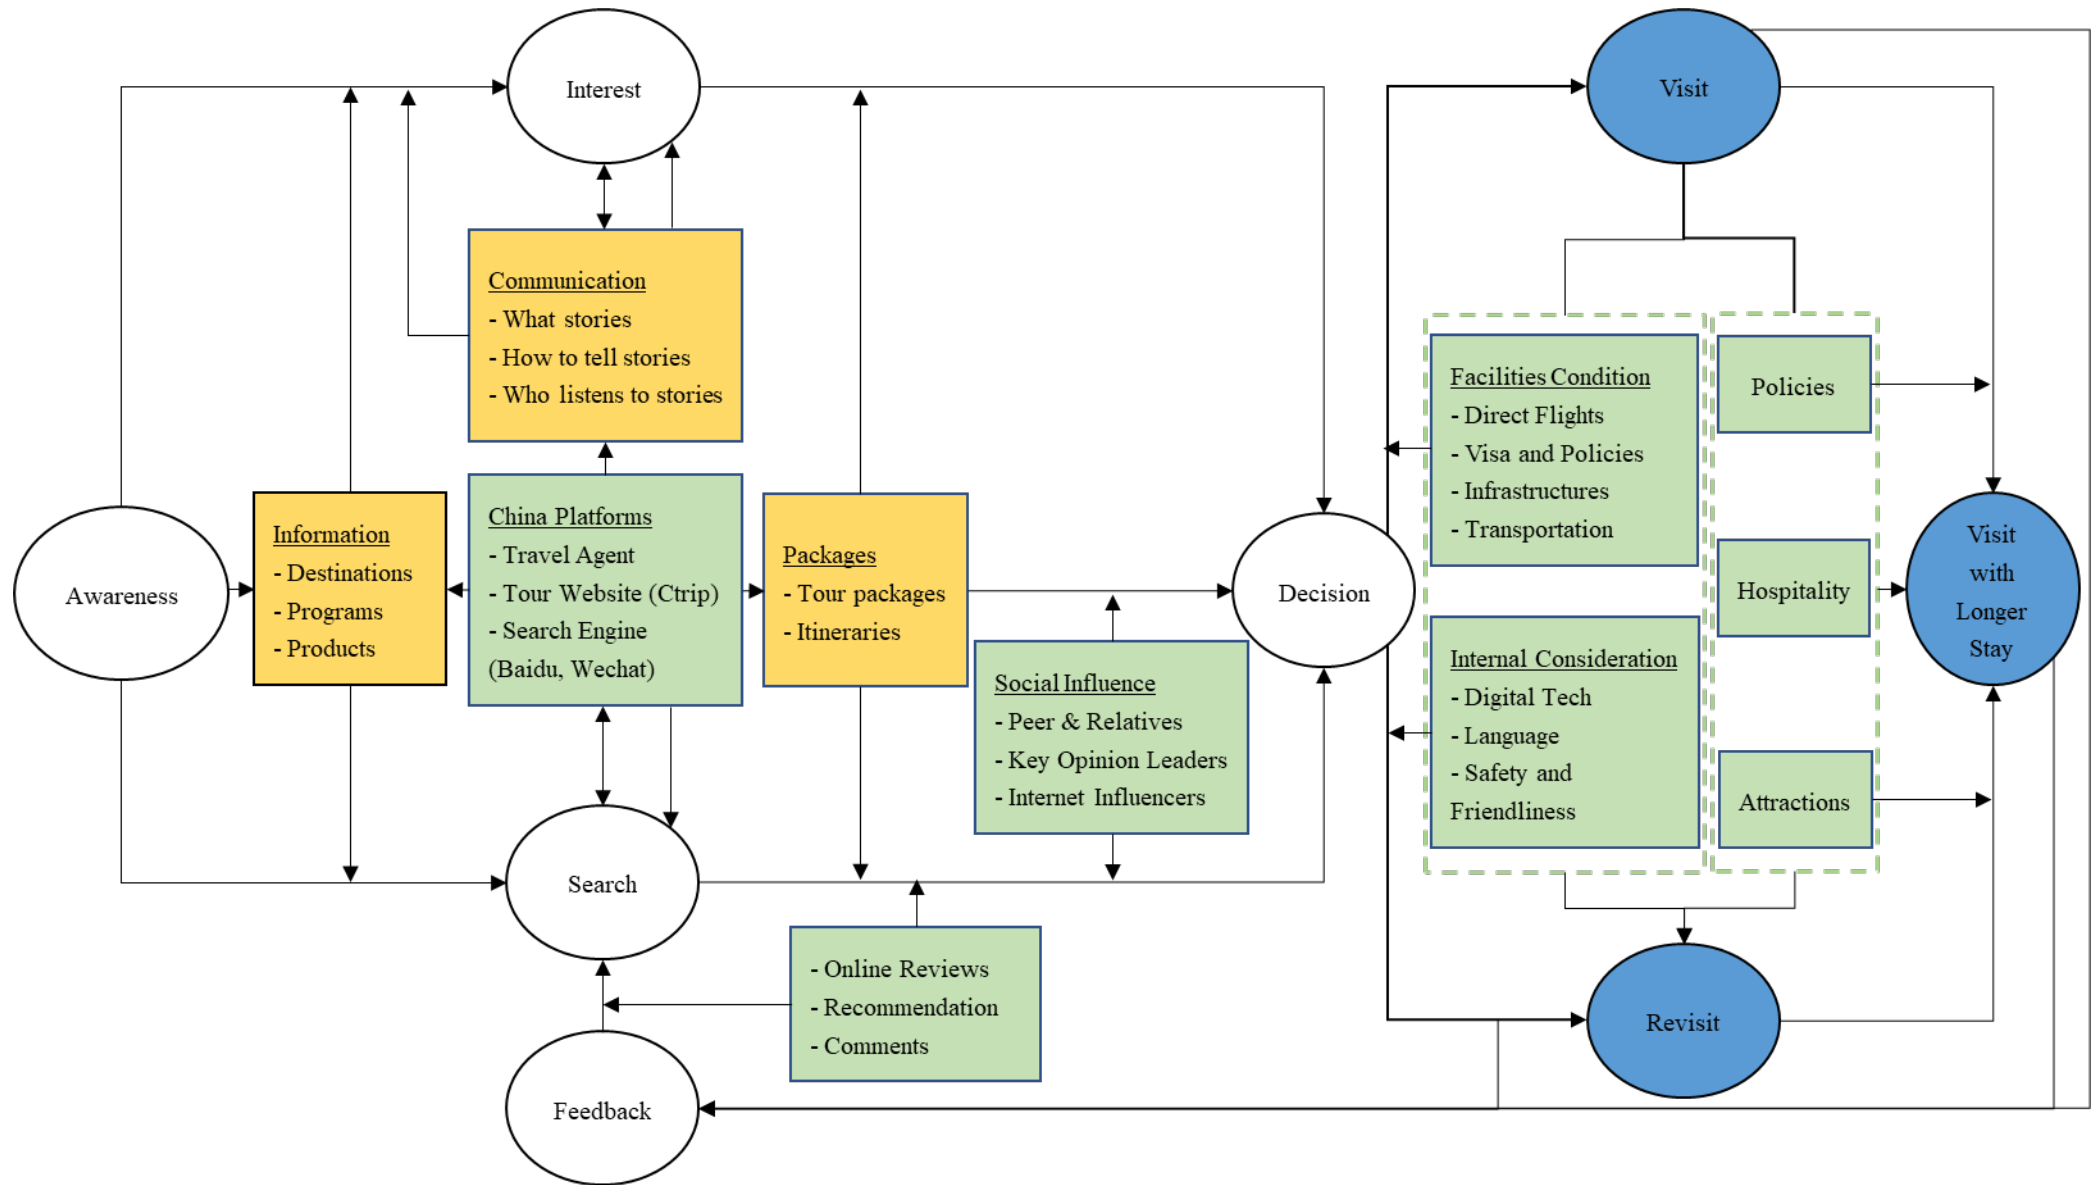 Interest
Visit
Communication
- What stories
- How to tell stories
- Who listens to stories
Awareness
Information
- Destinations
- Programs
- Products
China Platforms
- Travel Agent
- Tour Website (Ctrip)
- Search Engine
(Baidu, Wechat)
Packages
- Tour packages
- Itineraries
Social Influence
- Peer & Relatives
- Key Opinion Leaders
- Internet Influencers
Decision
Facilities Condition
- Direct Flights
- Visa and Policies
- Infrastructures
- Transportation
Internal Consideration
- Digital Tech
- Language
- Safety and
Friendliness
Policies
Hospitality
Attractions
Visit
with
Longer
Stay
Search
- Online Reviews
- Recommendation
- Comments
Revisit
Feedback